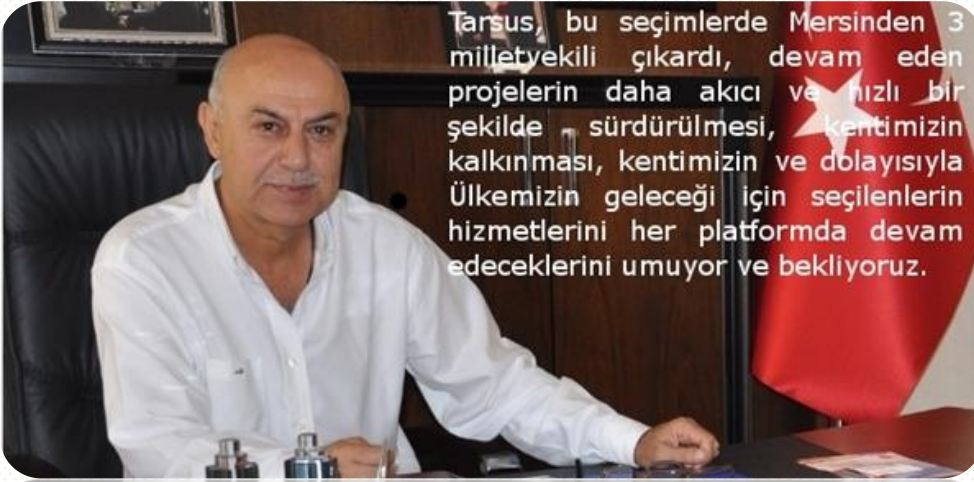 Tarsus, bu seçimlerde Mersinden 3
milletvekili çıkardı, devam eden
projelerin daha akıcı ve hızlı bir
şekilde sürdürülmesi, kentimizin
kalkınması, kentimizin ve dolayısıyla
Ülkemizin geleceği için seçilenlerin
hizmetlerini her platformda devam
edeceklerini umuyor ve bekliyoruz.